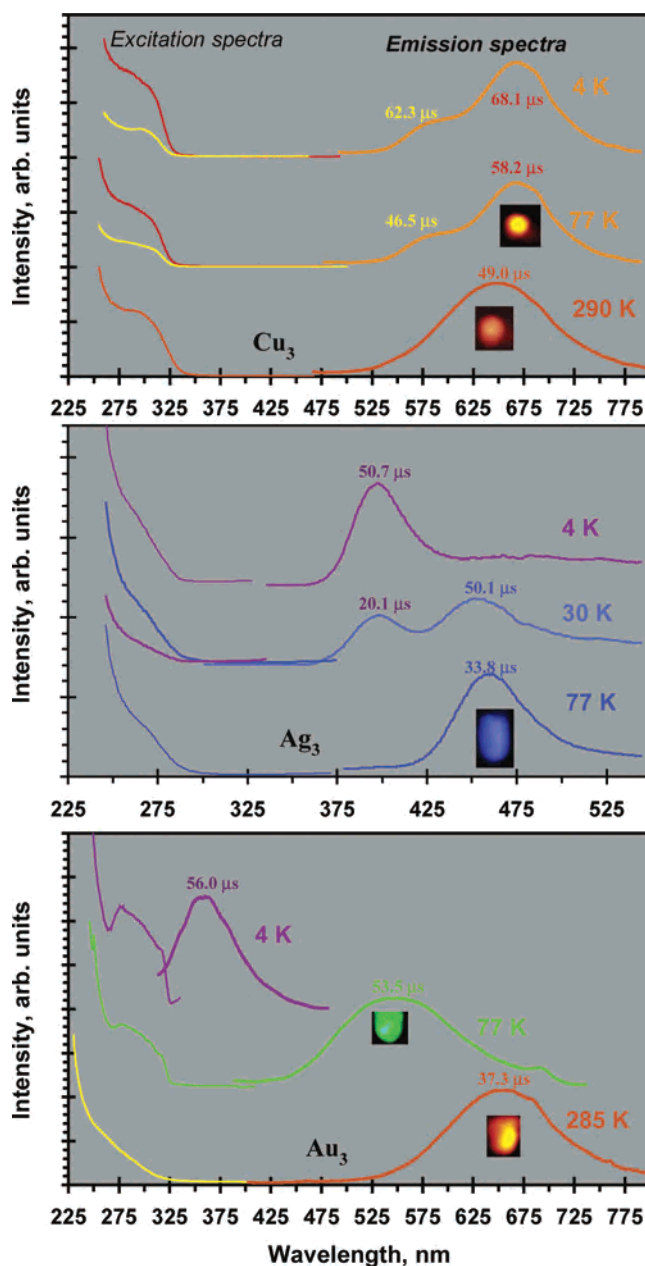 Excitation spectra Emission spectra
4 K
62.3 μs 68.1 μs
58.2 μs
46.5 μs 77 K
49.0 μs
290 K
Cu3
Intensity, arb. units
225 275 325 375 425 475 525 575 625 675 725 775
50.7 μs
4 K
20.1 μs 50.1 μs
30 K
33.8 μs
77 K
Ag3
Intensity, arb. units
225 275 325 375 425 475 525
56.0 μs
4 K
53.5 μs
77 K
37.3 μs
285 K
Au3
Intensity, arb. units
225 275 325 375 425 475 525 575 625 675 725 775
Wavelength, nm